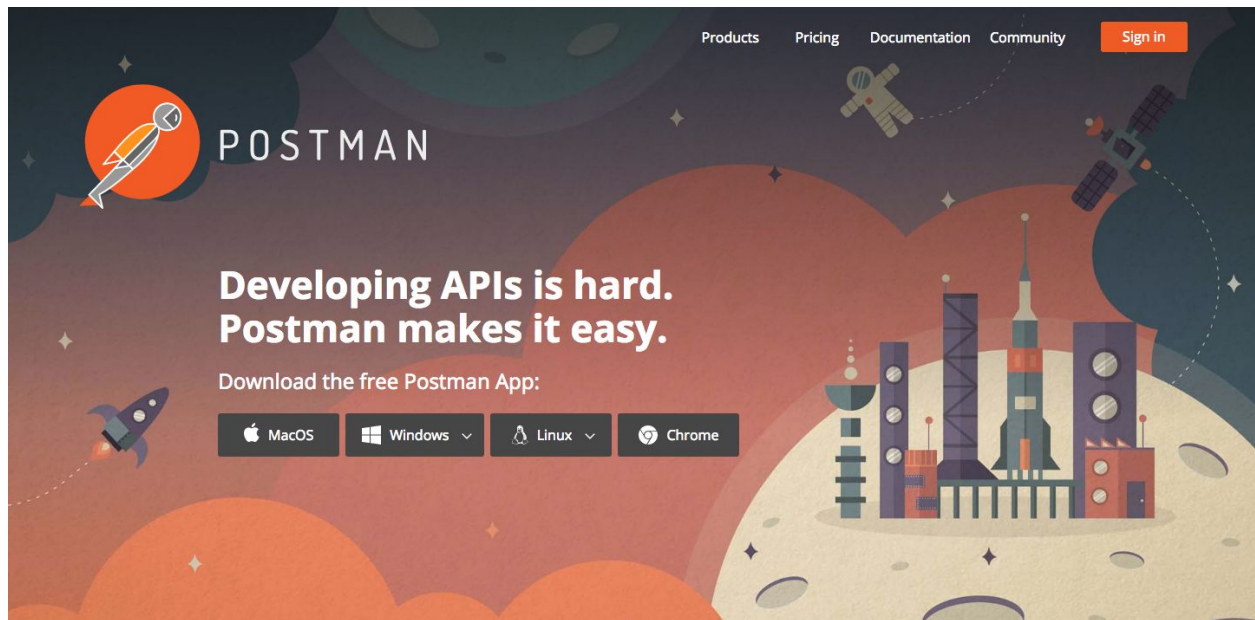 Products Pricing Documentation Community Sign in
POSTMAN
Developing APIs is hard.
Postman makes it easy.
Download the free Postman App:
MacOS Windows Linux Chrome